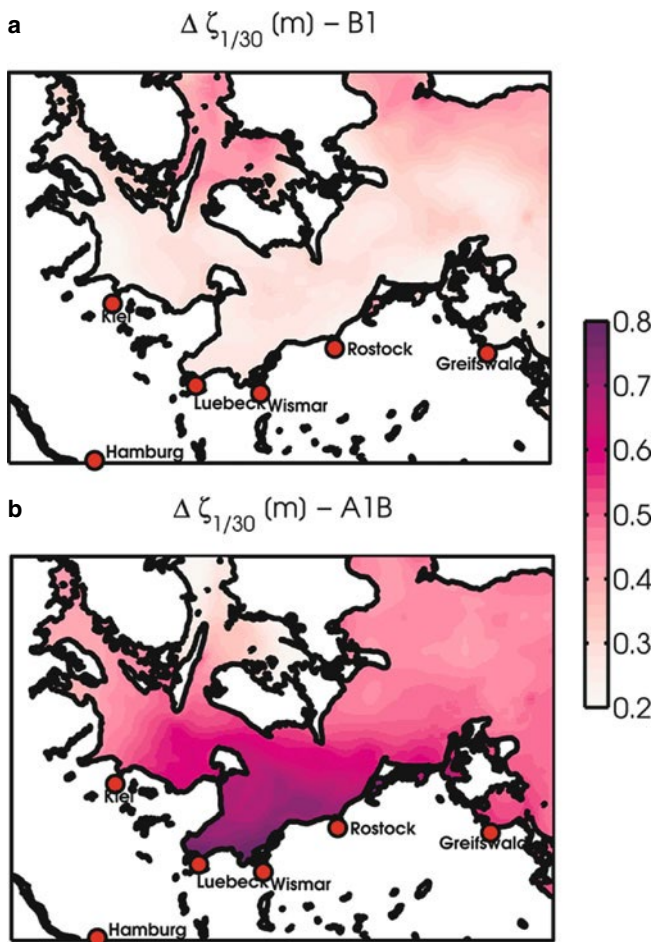 a
Δ ζ1/30 (m) – B1
Kiel
Rostock
Greifswald
Luebeck
Wismar
Hamburg
0.8
0.7
0.6
0.5
0.4
0.3
0.2
b
Δ ζ1/30 (m) – A1B
Kiel
Rostock
Greifswald
Luebeck
Wismar
Hamburg